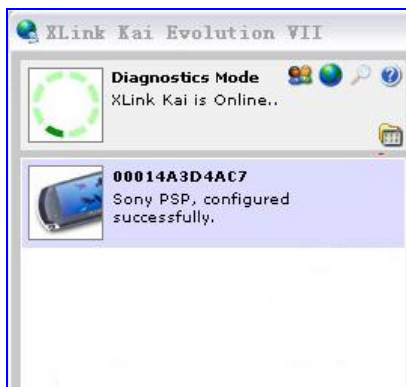 XLink Kai Evolution VII
Diagnostics Mode
XLink Kai is Online..
00014A3D4AC7
Sony PSP, configured
successfully.